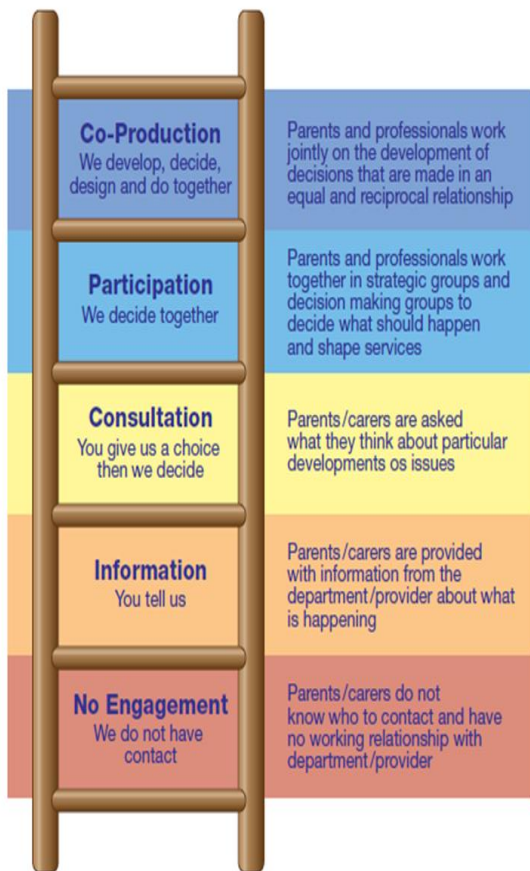 Co-Production
We develop, decide,
design and do together
Parents and professionals work
jointly on the development of
decisions that are made in an
equal and reciprocal relationship
Participation
We decide together
Parents and professionals work
together in strategic groups and
decision making groups to
decide what should happen
and shape services
Consultation
You give us a choice
then we decide
Parents/carers are asked
what they think about particular
developments os issues
Information
You tell us
Parents/carers are provided
with information from the
department/provider about what
is happening
No Engagement
We do not have
contact
Parents/carers do not
know who to contact and have
no working relationship with
department/provider